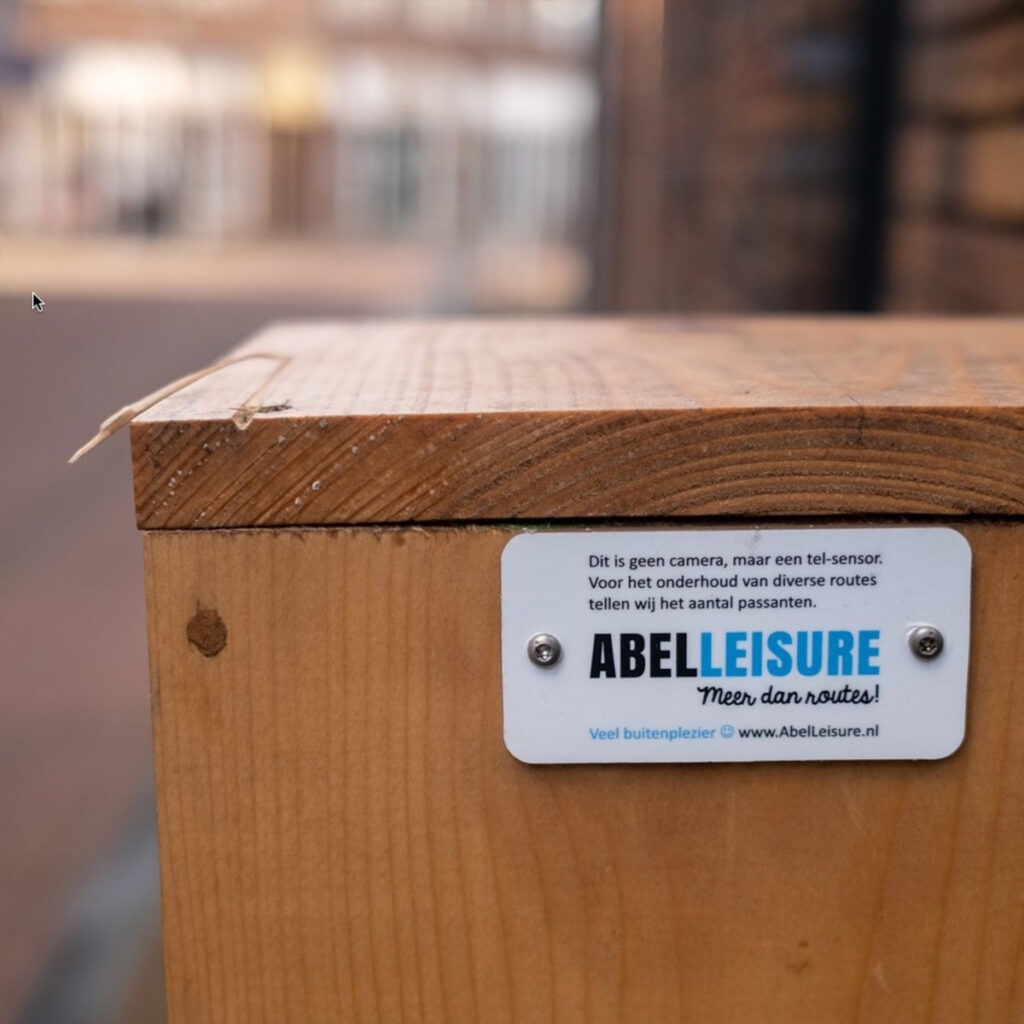 Dit is geen camera, maar een tel-sensor.
Voor het onderhoud van diverse routes
tellen wij het aantal passanten.
ABELLEISURE
Meer dan routes!
Veel buitenplezier ☺ www.AbelLeisure.nl